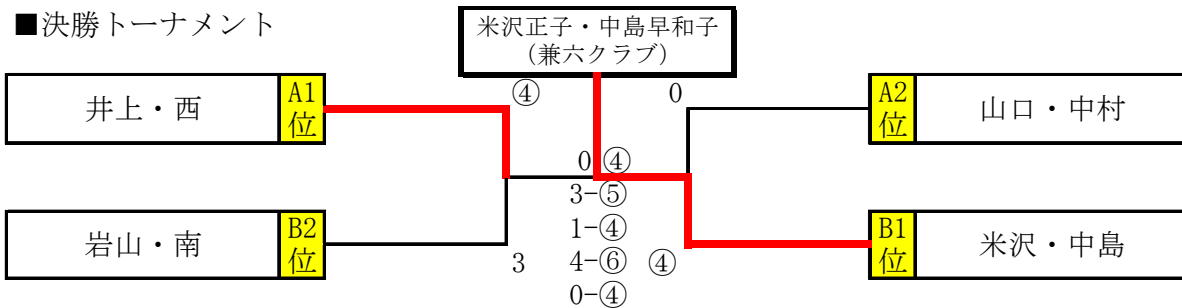 ■決勝トーナメント
米沢正子・中島早和子
（兼六クラブ）
井上・西
A1
位
④
0
A2
位
山口・中村
0 ④
3-⑤
1-④
4-⑥
0-④
岩山・南
B2
位
3
④
B1
位
米沢・中島